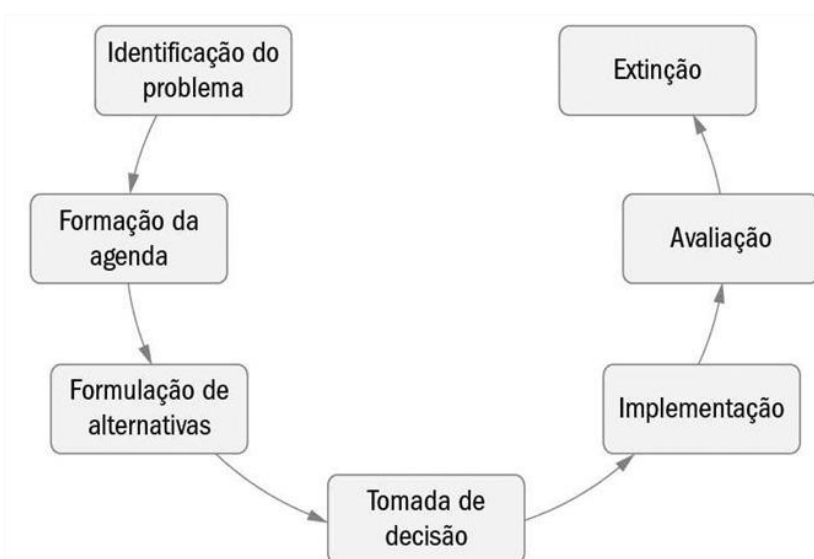 Identificação do
problema
Formação da
agenda
Formulação de
alternativas
Tomada de
decisão
Implementação
Avaliação
Extinção